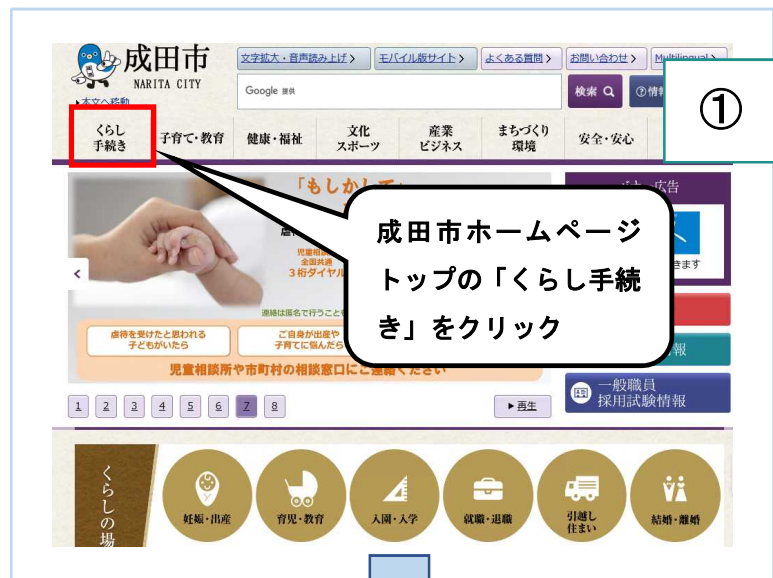 成田市
NARITA CITY
▶本文へ移動
文字拡大・音声読み上げ >
モバイル版サイト >
よくある質問 >
お問い合わせ >
Multilingual >
Google 提供
検索
①
くらし
手続き
子育て・教育
健康・福祉
文化
スポーツ
産業
ビジネス
まちづくり
環境
安全・安心
「もしかして」
3桁ダイヤル
虐待を受けたと思われる
子どもがいたら
ご自身が出産や
子育てに悩んだら
児童相談所や市町村の相談窓口にご連絡ください
成田市ホームページ
トップの「くらし手続
き」をクリック
広告
一般職員
採用試験情報
1 2 3 4 5 6 7 8
▶再生
くらしの場
妊娠・出産
育児・教育
入園・入学
就職・退職
引越し
住まい
結婚・離婚